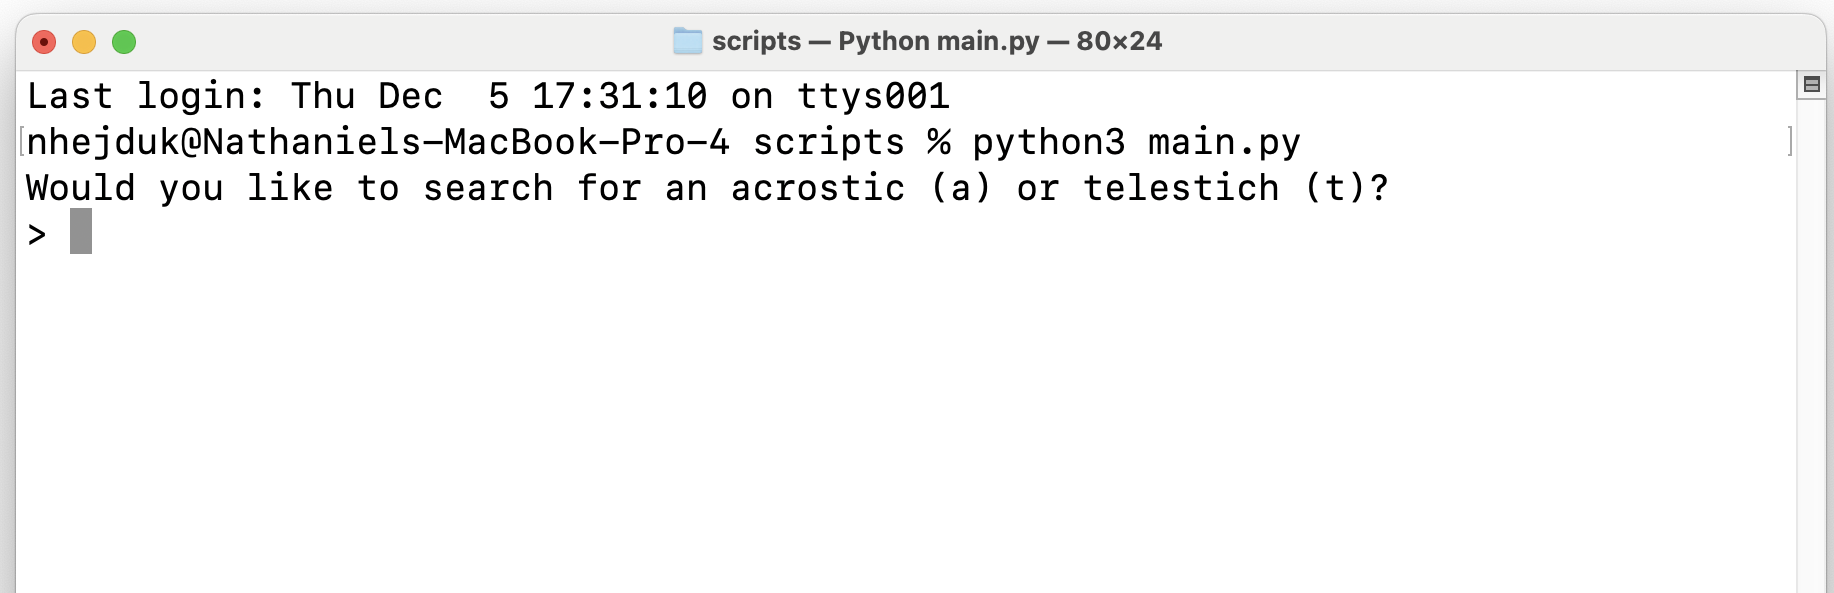 scripts — Python main.py — 80×24
Last login: Thu Dec  5 17:31:10 on ttys001
[nhejduk@Nathaniels-MacBook-Pro-4 scripts % python3 main.py ]
Would you like to search for an acrostic (a) or telestich (t)?
>